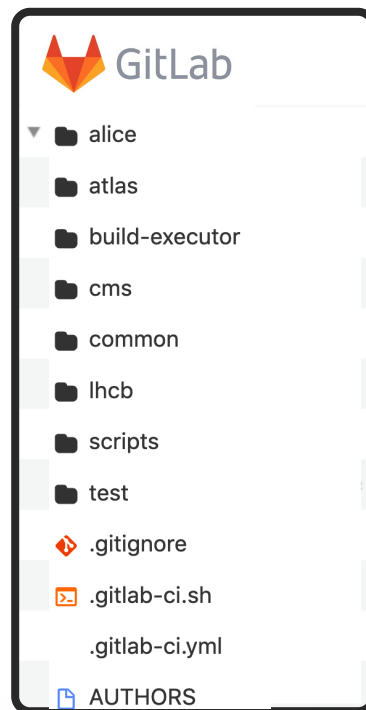 GitLab
alice
atlas
build-executor
cms
common
lhcb
scripts
test
.gitignore
.gitlab-ci.sh
.gitlab-ci.yml
AUTHORS